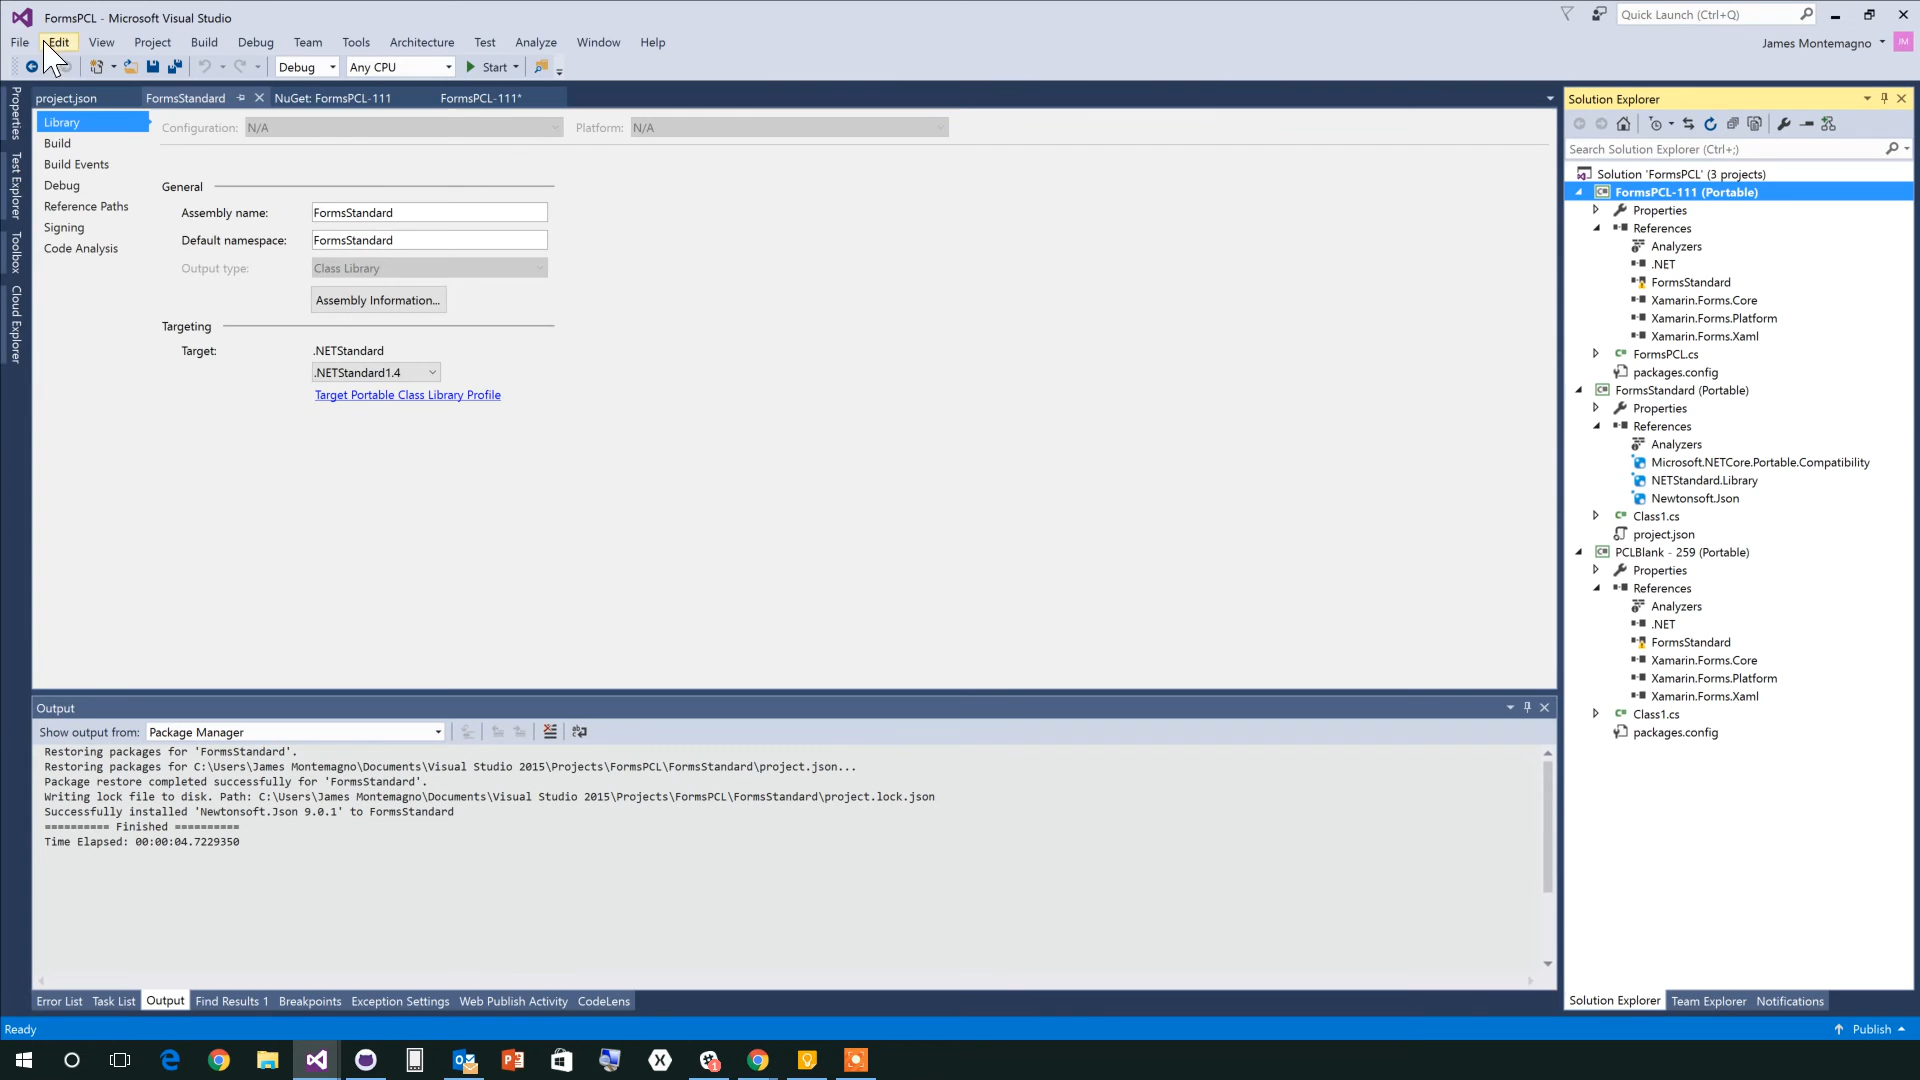 FormsPCL - Microsoft Visual Studio
Quick Launch (Ctrl+Q)
File Edit View Project Build Debug Team Tools Architecture Test Analyze Window Help
James Montemagno JM
Debug Any CPU Start
Properties
Test Explorer
Toolbox
Cloud Explorer
project.json FormsStandard NuGet: FormsPCL-111 FormsPCL-111*
Library
Build
Build Events
Debug
Reference Paths
Signing
Code Analysis
Configuration: N/A Platform: N/A
General
Assembly name: FormsStandard
Default namespace: FormsStandard
Output type: Class Library
Assembly Information...
Targeting
Target: .NETStandard
.NETStandard1.4
Target Portable Class Library Profile
Output
Show output from: Package Manager
Restoring packages for 'FormsStandard'.
Restoring packages for C:\Users\James Montemagno\Documents\Visual Studio 2015\Projects\FormsPCL\FormsStandard\project.json...
Package restore completed successfully for 'FormsStandard'.
Writing lock file to disk. Path: C:\Users\James Montemagno\Documents\Visual Studio 2015\Projects\FormsPCL\FormsStandard\project.lock.json
Successfully installed 'Newtonsoft.Json 9.0.1' to FormsStandard
========== Finished ==========
Time Elapsed: 00:00:04.7229350
Error List Task List Output Find Results 1 Breakpoints Exception Settings Web Publish Activity CodeLens
Solution Explorer
Search Solution Explorer (Ctrl+;)
Solution 'FormsPCL' (3 projects)
FormsPCL-111 (Portable)
Properties
References
Analyzers
.NET
FormsStandard
Xamarin.Forms.Core
Xamarin.Forms.Platform
Xamarin.Forms.Xaml
FormsPCL.cs
packages.config
FormsStandard (Portable)
Properties
References
Analyzers
Microsoft.NETCore.Portable.Compatibility
NETStandard.Library
Newtonsoft.Json
Class1.cs
project.json
PCLBlank - 259 (Portable)
Properties
References
Analyzers
.NET
FormsStandard
Xamarin.Forms.Core
Xamarin.Forms.Platform
Xamarin.Forms.Xaml
Class1.cs
packages.config
Solution Explorer Team Explorer Notifications
Ready
Publish